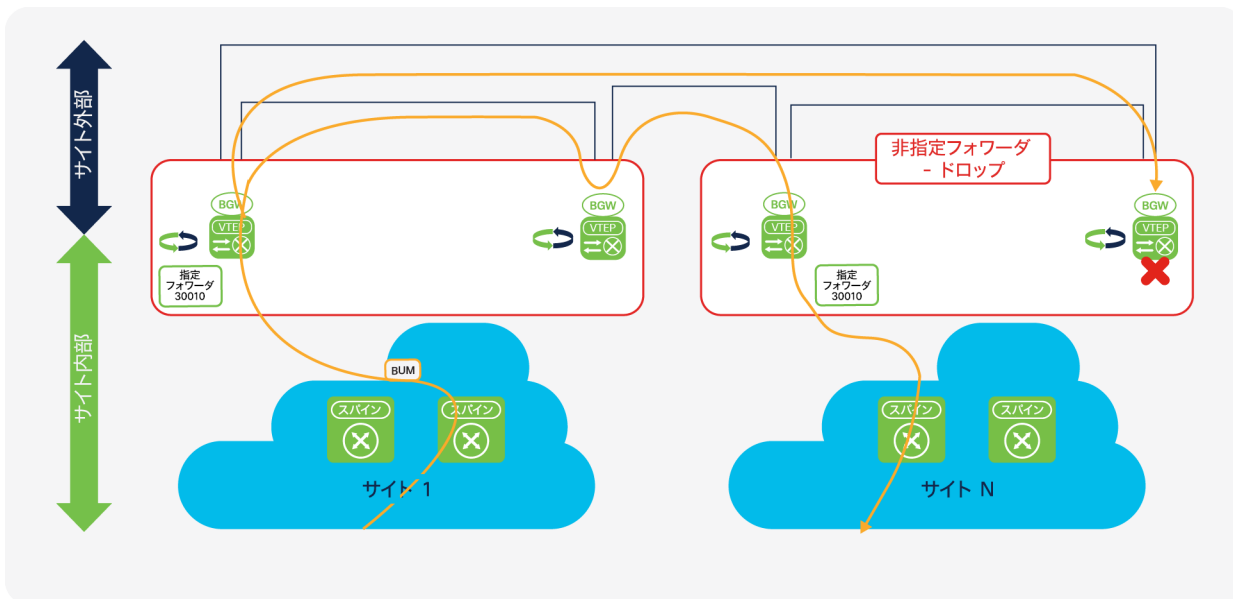 サイト外部
サイト内部
非指定フォワーダ
- ドロップ
BGW
VTEP
指定
フォワーダ
30010
BGW
VTEP
BGW
VTEP
指定
フォワーダ
30010
BGW
VTEP
BUM
スパイン
スパイン
サイト 1
スパイン
スパイン
サイト N